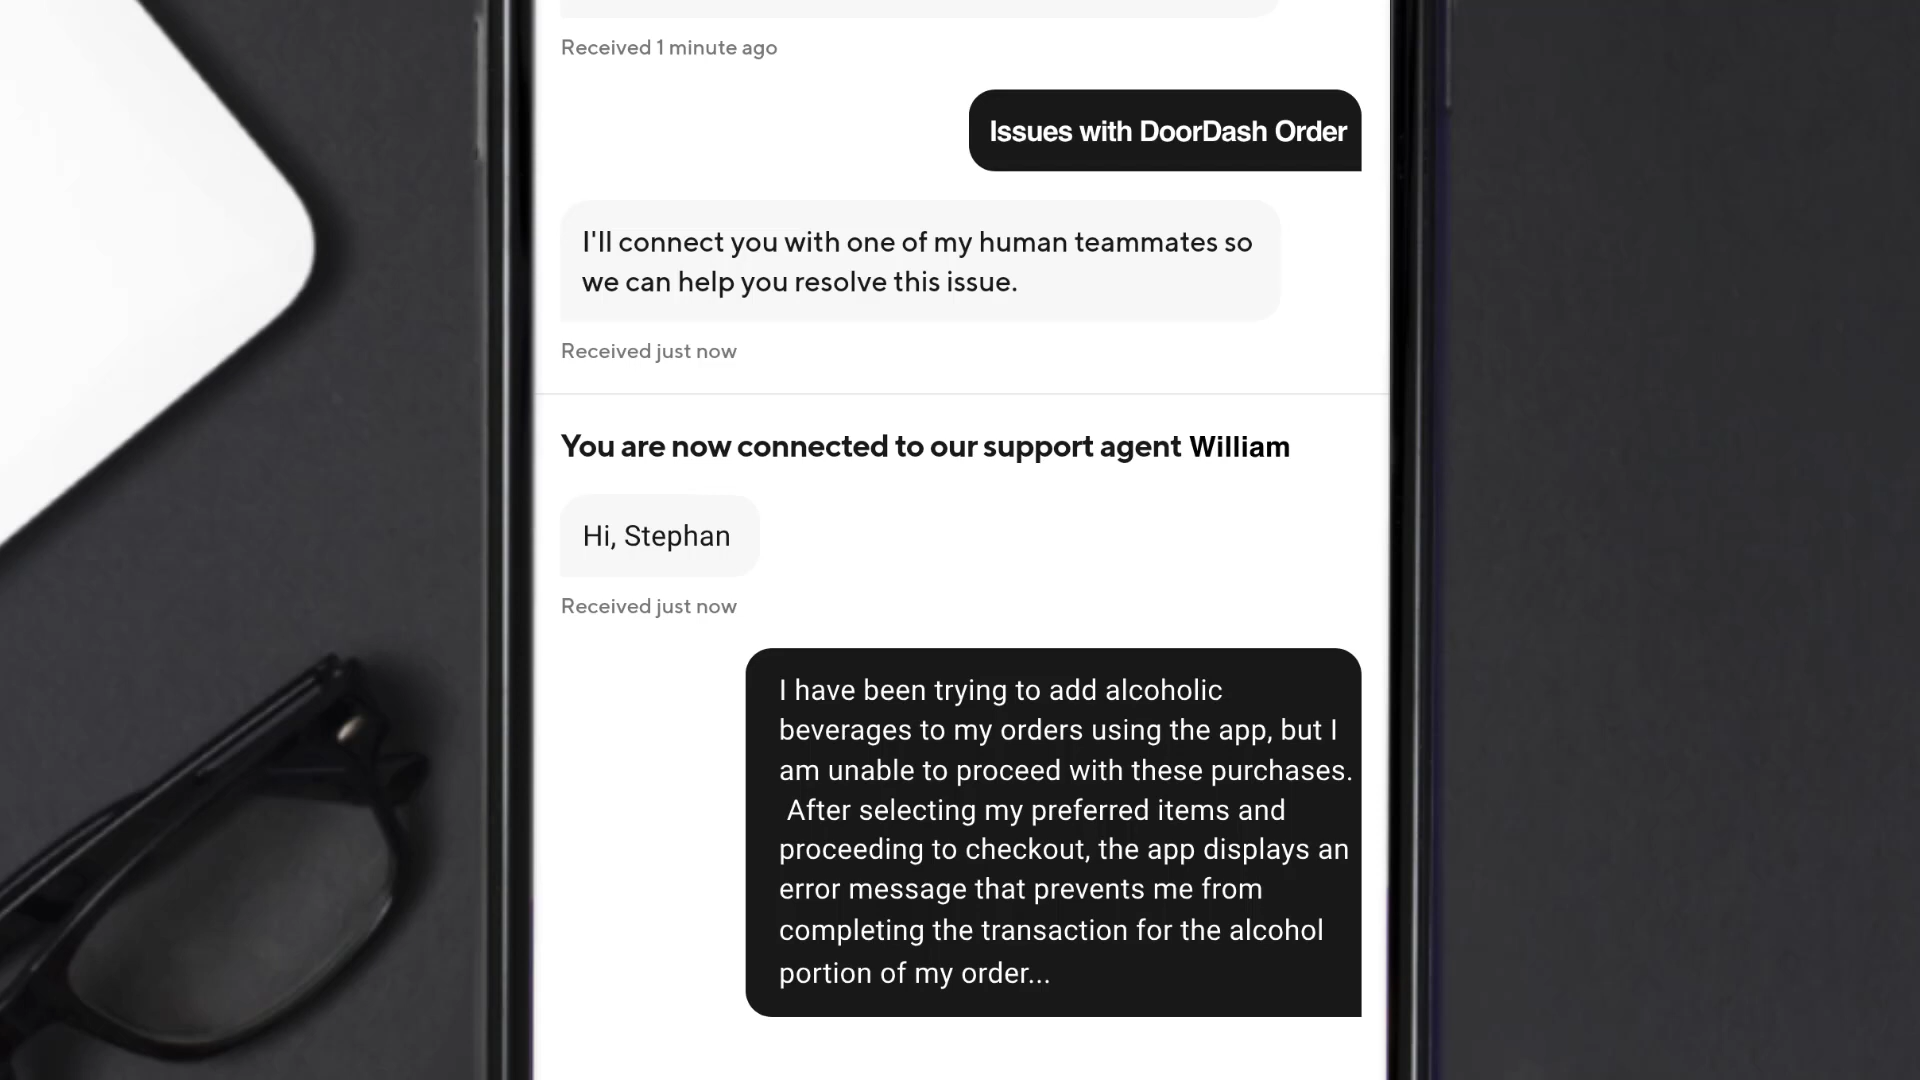 Received 1 minute ago
Issues with DoorDash Order
I'll connect you with one of my human teammates so
we can help you resolve this issue.
Received just now
You are now connected to our support agent William
Hi, Stephan
Received just now
I have been trying to add alcoholic
beverages to my orders using the app, but I
am unable to proceed with these purchases.
After selecting my preferred items and
proceeding to checkout, the app displays an
error message that prevents me from
completing the transaction for the alcohol
portion of my order...